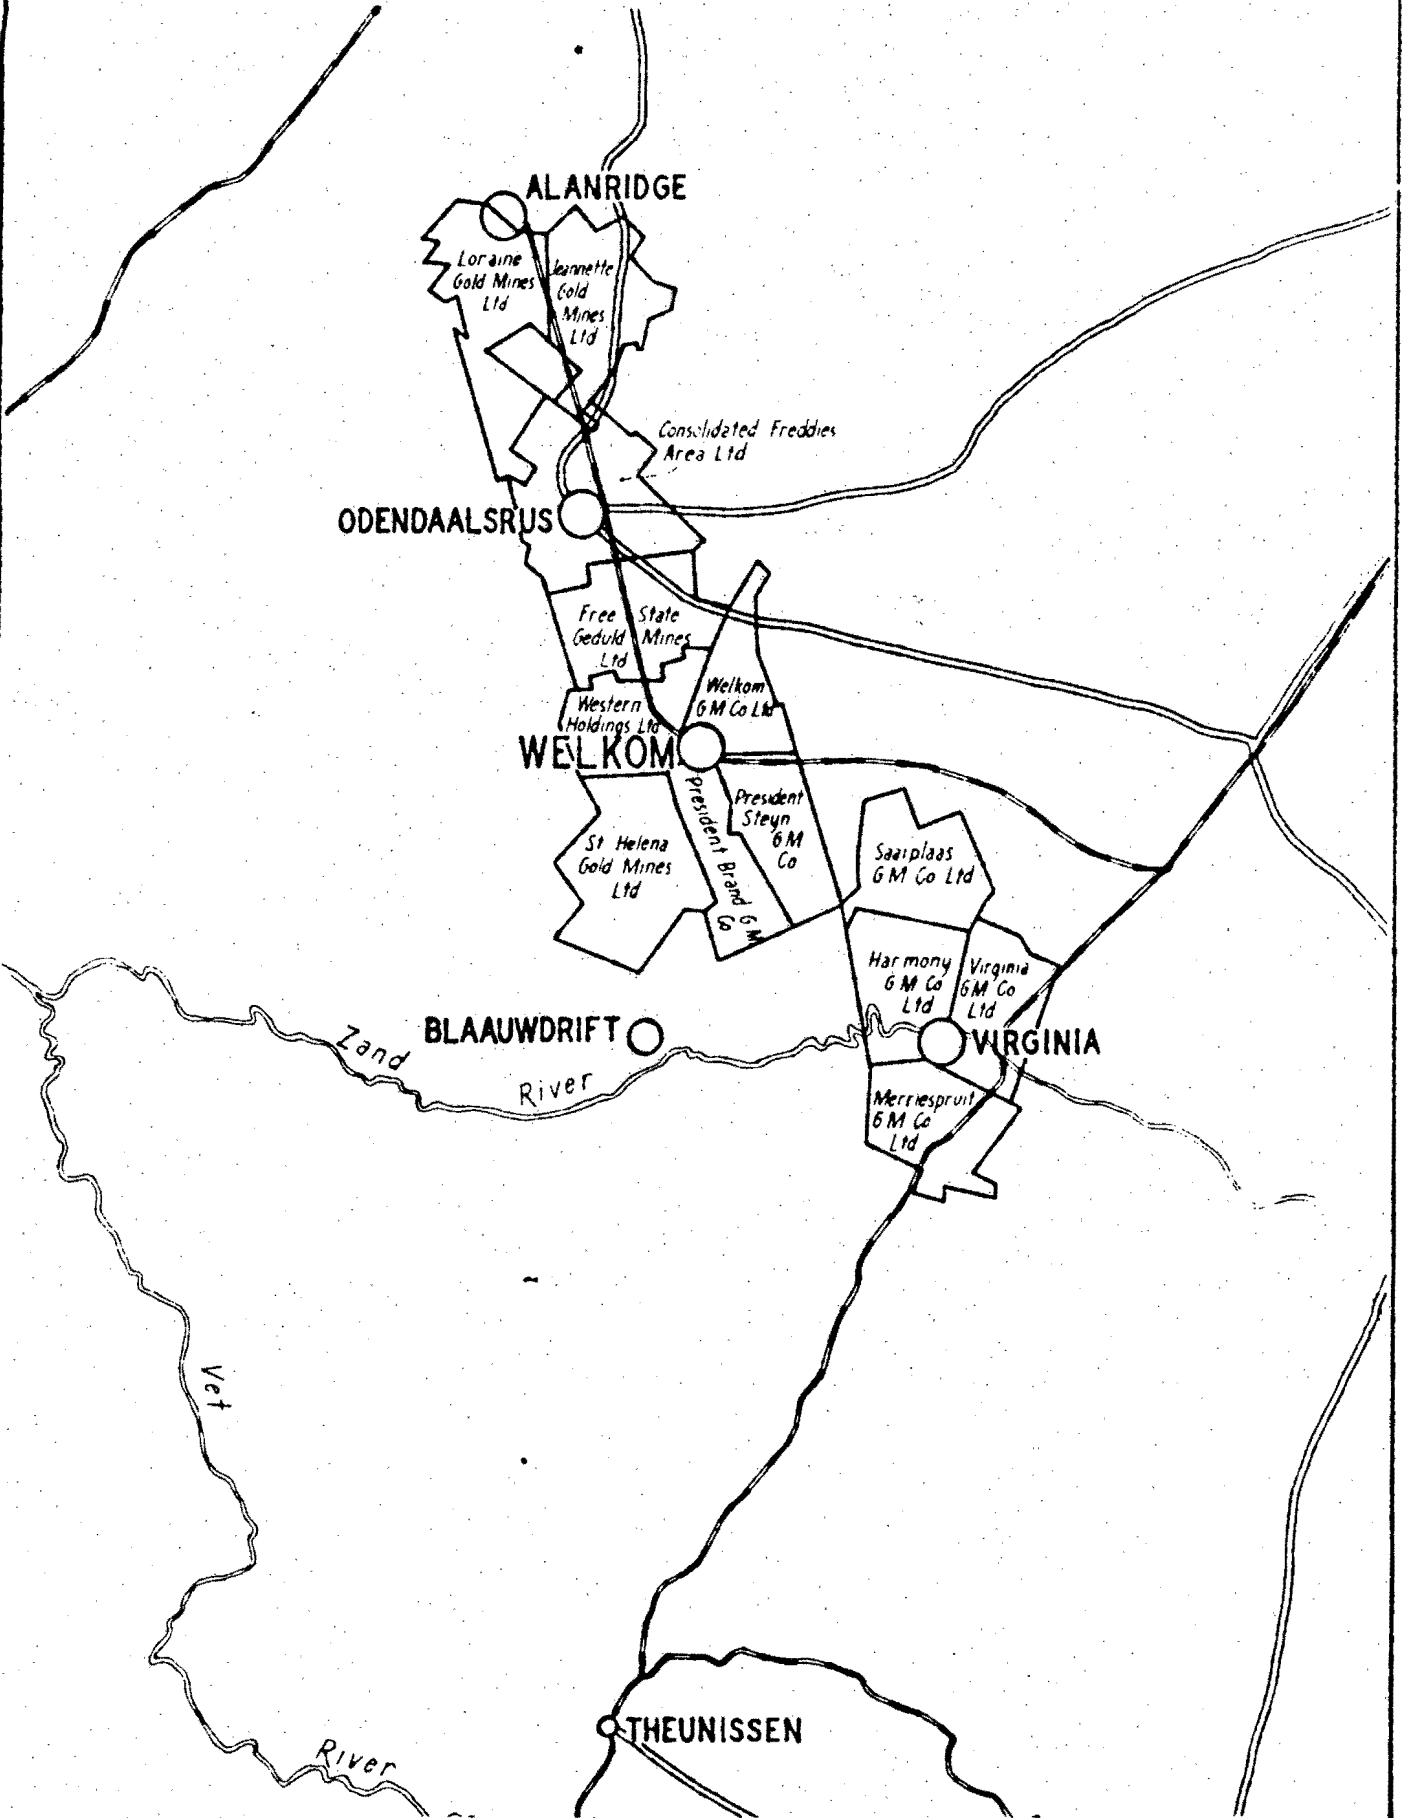 ALANRIDGE
Loraine
Gold Mines
Ltd
Jeannette
Gold
Mines
Ltd
Consolidated Freddies
Area Ltd
ODENDAALSRUS
Free State
Geduld Mines
Ltd
Western
Holdings Ltd
Welkom
G M Co Ltd
WELKOM
President
Steyn
G M
Co
President Brand G M
Co
St Helena
Gold Mines
Ltd
Saaiplaas
G M Co Ltd
Harmony
G M Co
Ltd
Virginia
G M Co
Ltd
BLAAUWDRIFT
VIRGINIA
Zand
River
Merriespruit
G M Co
Ltd
Vet
River
THEUNISSEN